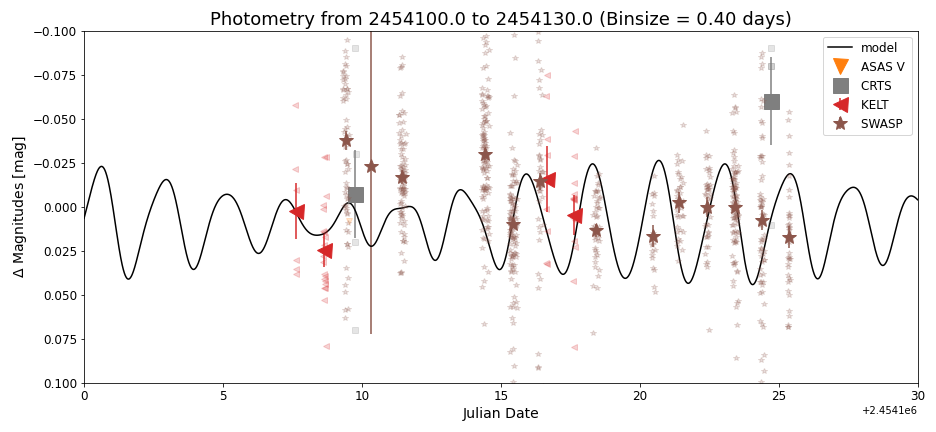 Photometry from 2454100.0 to 2454130.0 (Binsize = 0.40 days)
Δ Magnitudes [mag]
−0.100
−0.075
−0.050
−0.025
0.000
0.025
0.050
0.075
0.100
model
ASAS V
CRTS
KELT
SWASP
0 5 10 15 20 25 30
Julian Date
+2.4541e6